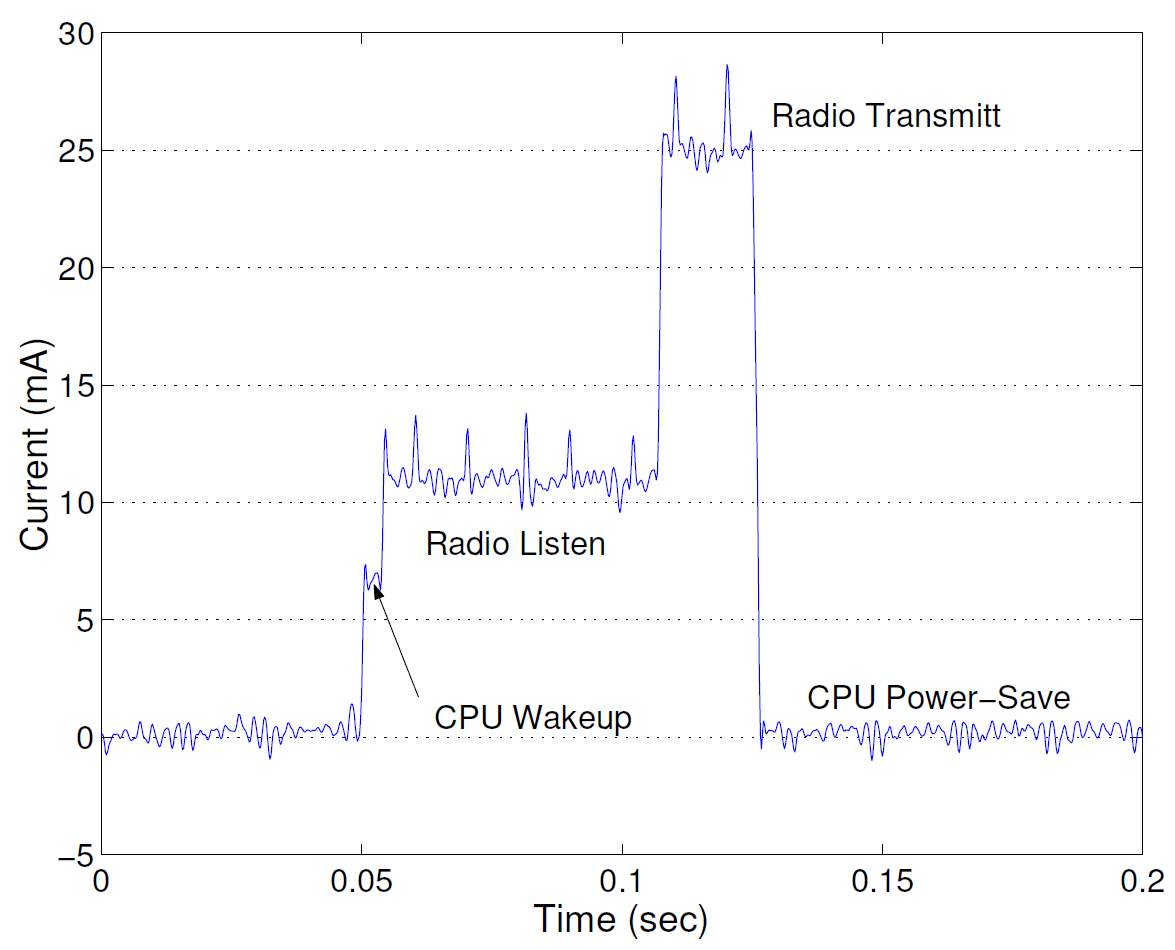 30
Radio Transmitt
25
20
15
Current (mA)
10
Radio Listen
5
CPU Power−Save
CPU Wakeup
0
−5
0 0.05 0.1 0.15 0.2
Time (sec)